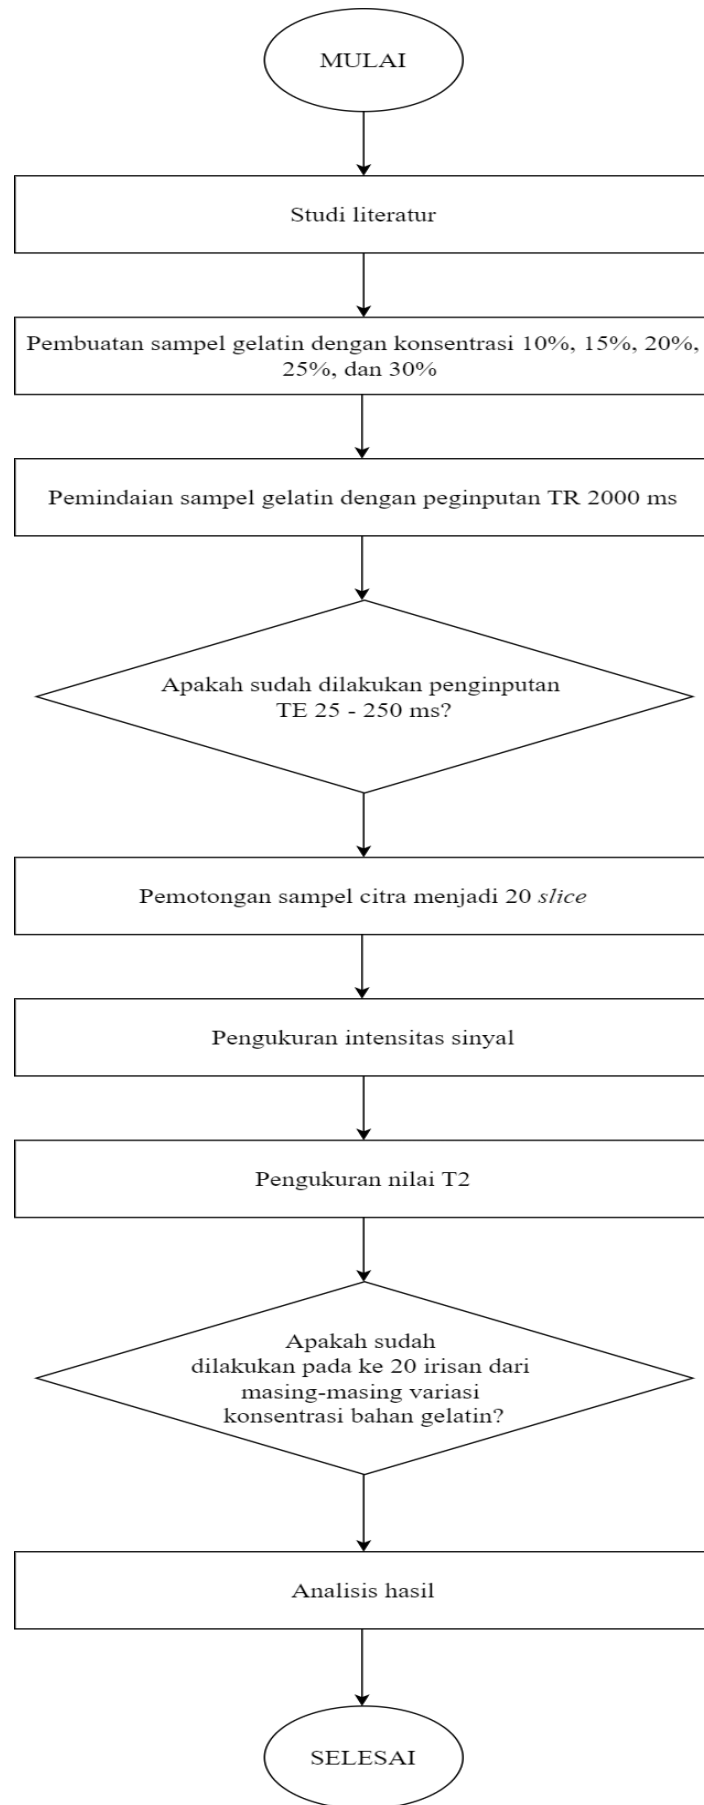 MULAI
Studi literatur
Pembuatan sampel gelatin dengan konsentrasi 10%, 15%, 20%,
25%, dan 30%
Pemindaian sampel gelatin dengan peginputan TR 2000 ms
Apakah sudah dilakukan penginputan
TE 25 - 250 ms?
Pemotongan sampel citra menjadi 20 slice
Pengukuran intensitas sinyal
Pengukuran nilai T2
Apakah sudah
dilakukan pada ke 20 irisan dari
masing-masing variasi
konsentrasi bahan gelatin?
Analisis hasil
SELESAI